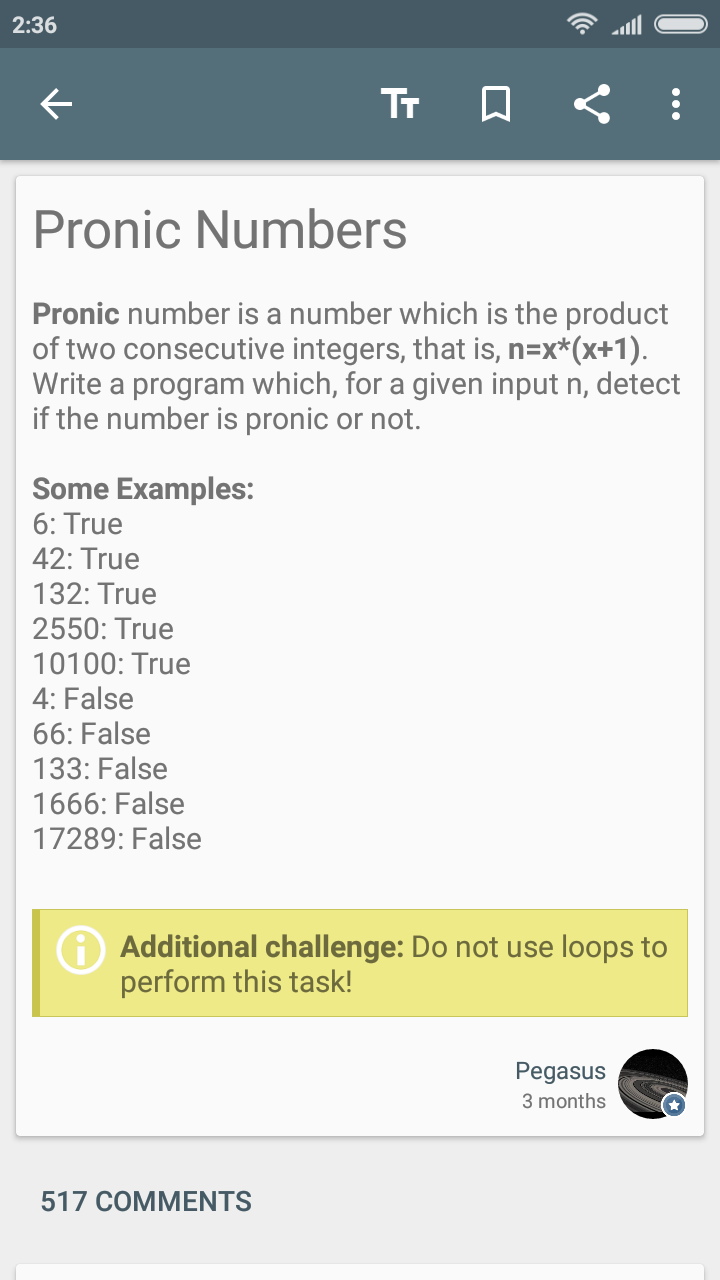 2:36
Pronic Numbers
Pronic number is a number which is the product
of two consecutive integers, that is, n=x*(x+1).
Write a program which, for a given input n, detect
if the number is pronic or not.
Some Examples:
6: True
42: True
132: True
2550: True
10100: True
4: False
66: False
133: False
1666: False
17289: False
Additional challenge: Do not use loops to
perform this task!
Pegasus
3 months
517 COMMENTS